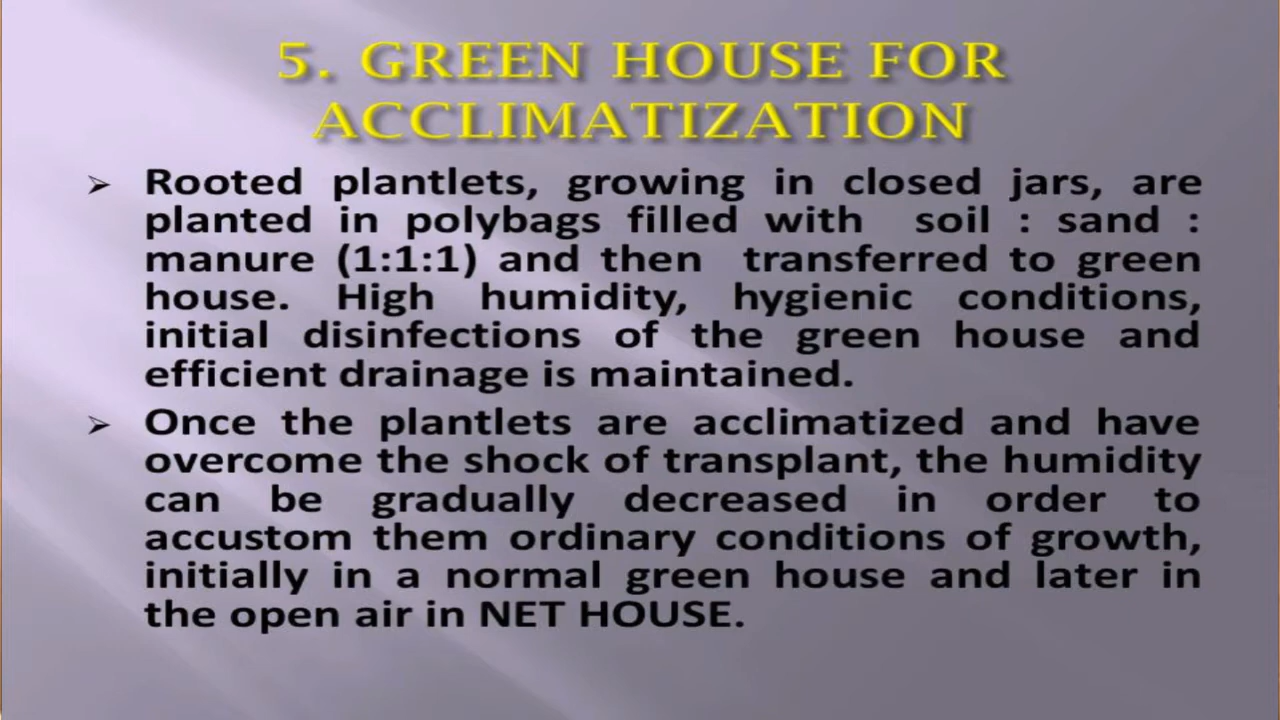 5. GREEN HOUSE FOR
ACCLIMATIZATION
➢ Rooted plantlets, growing in closed jars, are
planted in polybags filled with soil : sand :
manure (1:1:1) and then transferred to green
house. High humidity, hygienic conditions,
initial disinfections of the green house and
efficient drainage is maintained.
➢ Once the plantlets are acclimatized and have
overcome the shock of transplant, the humidity
can be gradually decreased in order to
accustom them ordinary conditions of growth,
initially in a normal green house and later in
the open air in NET HOUSE.